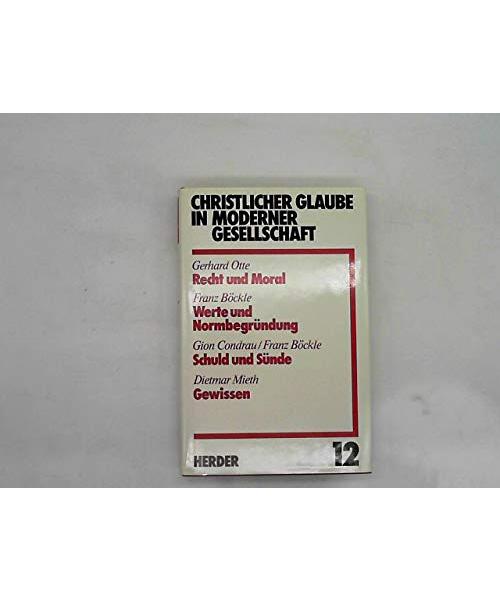 CHRISTLICHER GLAUBE
IN MODERNER
GESELLSCHAFT
Gerhard Otte
Recht und Moral
Franz Böckle
Werte und
Normbegründung
Gion Condrau/Franz Böckle
Schuld und Sünde
Dietmar Mieth
Gewissen
HERDER
12